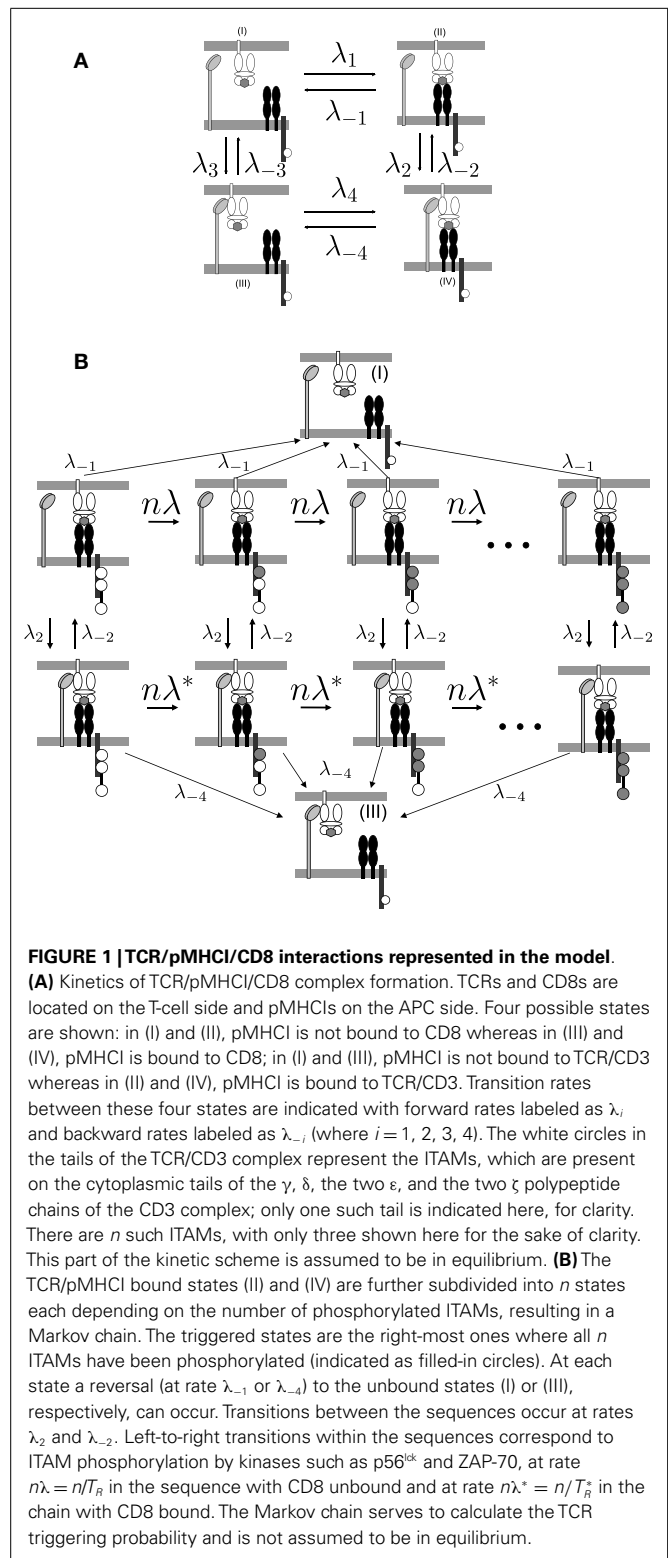 A
(I)
(II)
λ₁
λ₋₁
λ₃
λ₋₃
λ₂
λ₋₂
λ₄
λ₋₄
(III)
(IV)
B
(I)
λ₋₁
λ₋₁
λ₋₁
λ₋₁
nλ
nλ
nλ
• • •
λ₂
λ₋₂
λ₂
λ₋₂
λ₂
λ₋₂
λ₂
λ₋₂
nλ*
nλ*
nλ*
• • •
λ₋₄
λ₋₄
λ₋₄
(III)
FIGURE 1 | TCR/pMHCI/CD8 interactions represented in the model.
(A) Kinetics of TCR/pMHCI/CD8 complex formation. TCRs and CD8s are
located on the T-cell side and pMHCIs on the APC side. Four possible states
are shown: in (I) and (II), pMHCI is not bound to CD8 whereas in (III) and
(IV), pMHCI is bound to CD8; in (I) and (III), pMHCI is not bound to TCR/CD3
whereas in (II) and (IV), pMHCI is bound to TCR/CD3. Transition rates
between these four states are indicated with forward rates labeled as λᵢ
and backward rates labeled as λ₋ᵢ (where i = 1, 2, 3, 4). The white circles in
the tails of the TCR/CD3 complex represent the ITAMs, which are present
on the cytoplasmic tails of the γ, δ, the two ε, and the two ζ polypeptide
chains of the CD3 complex; only one such tail is indicated here, for clarity.
There are n such ITAMs, with only three shown here for the sake of clarity.
This part of the kinetic scheme is assumed to be in equilibrium. (B) The
TCR/pMHCI bound states (II) and (IV) are further subdivided into n states
each depending on the number of phosphorylated ITAMs, resulting in a
Markov chain. The triggered states are the right-most ones where all n
ITAMs have been phosphorylated (indicated as filled-in circles). At each
state a reversal (at rate λ₋₁ or λ₋₄) to the unbound states (I) or (III),
respectively, can occur. Transitions between the sequences occur at rates
λ₂ and λ₋₂. Left-to-right transitions within the sequences correspond to
ITAM phosphorylation by kinases such as p56ˡᶜᵏ and ZAP-70, at rate
nλ = n/T_R in the sequence with CD8 unbound and at rate nλ* = n/T*_R in the
chain with CD8 bound. The Markov chain serves to calculate the TCR
triggering probability and is not assumed to be in equilibrium.